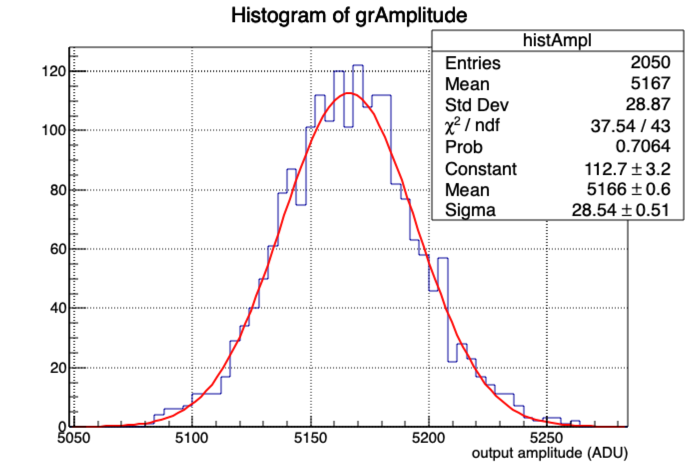 Histogram of grAmplitude
histAmpl
Entries 2050
Mean 5167
Std Dev 28.87
χ² / ndf 37.54 / 43
Prob 0.7064
Constant 112.7 ± 3.2
Mean 5166 ± 0.6
Sigma 28.54 ± 0.51
120
100
80
60
40
20
0
5050 5100 5150 5200 5250
output amplitude (ADU)